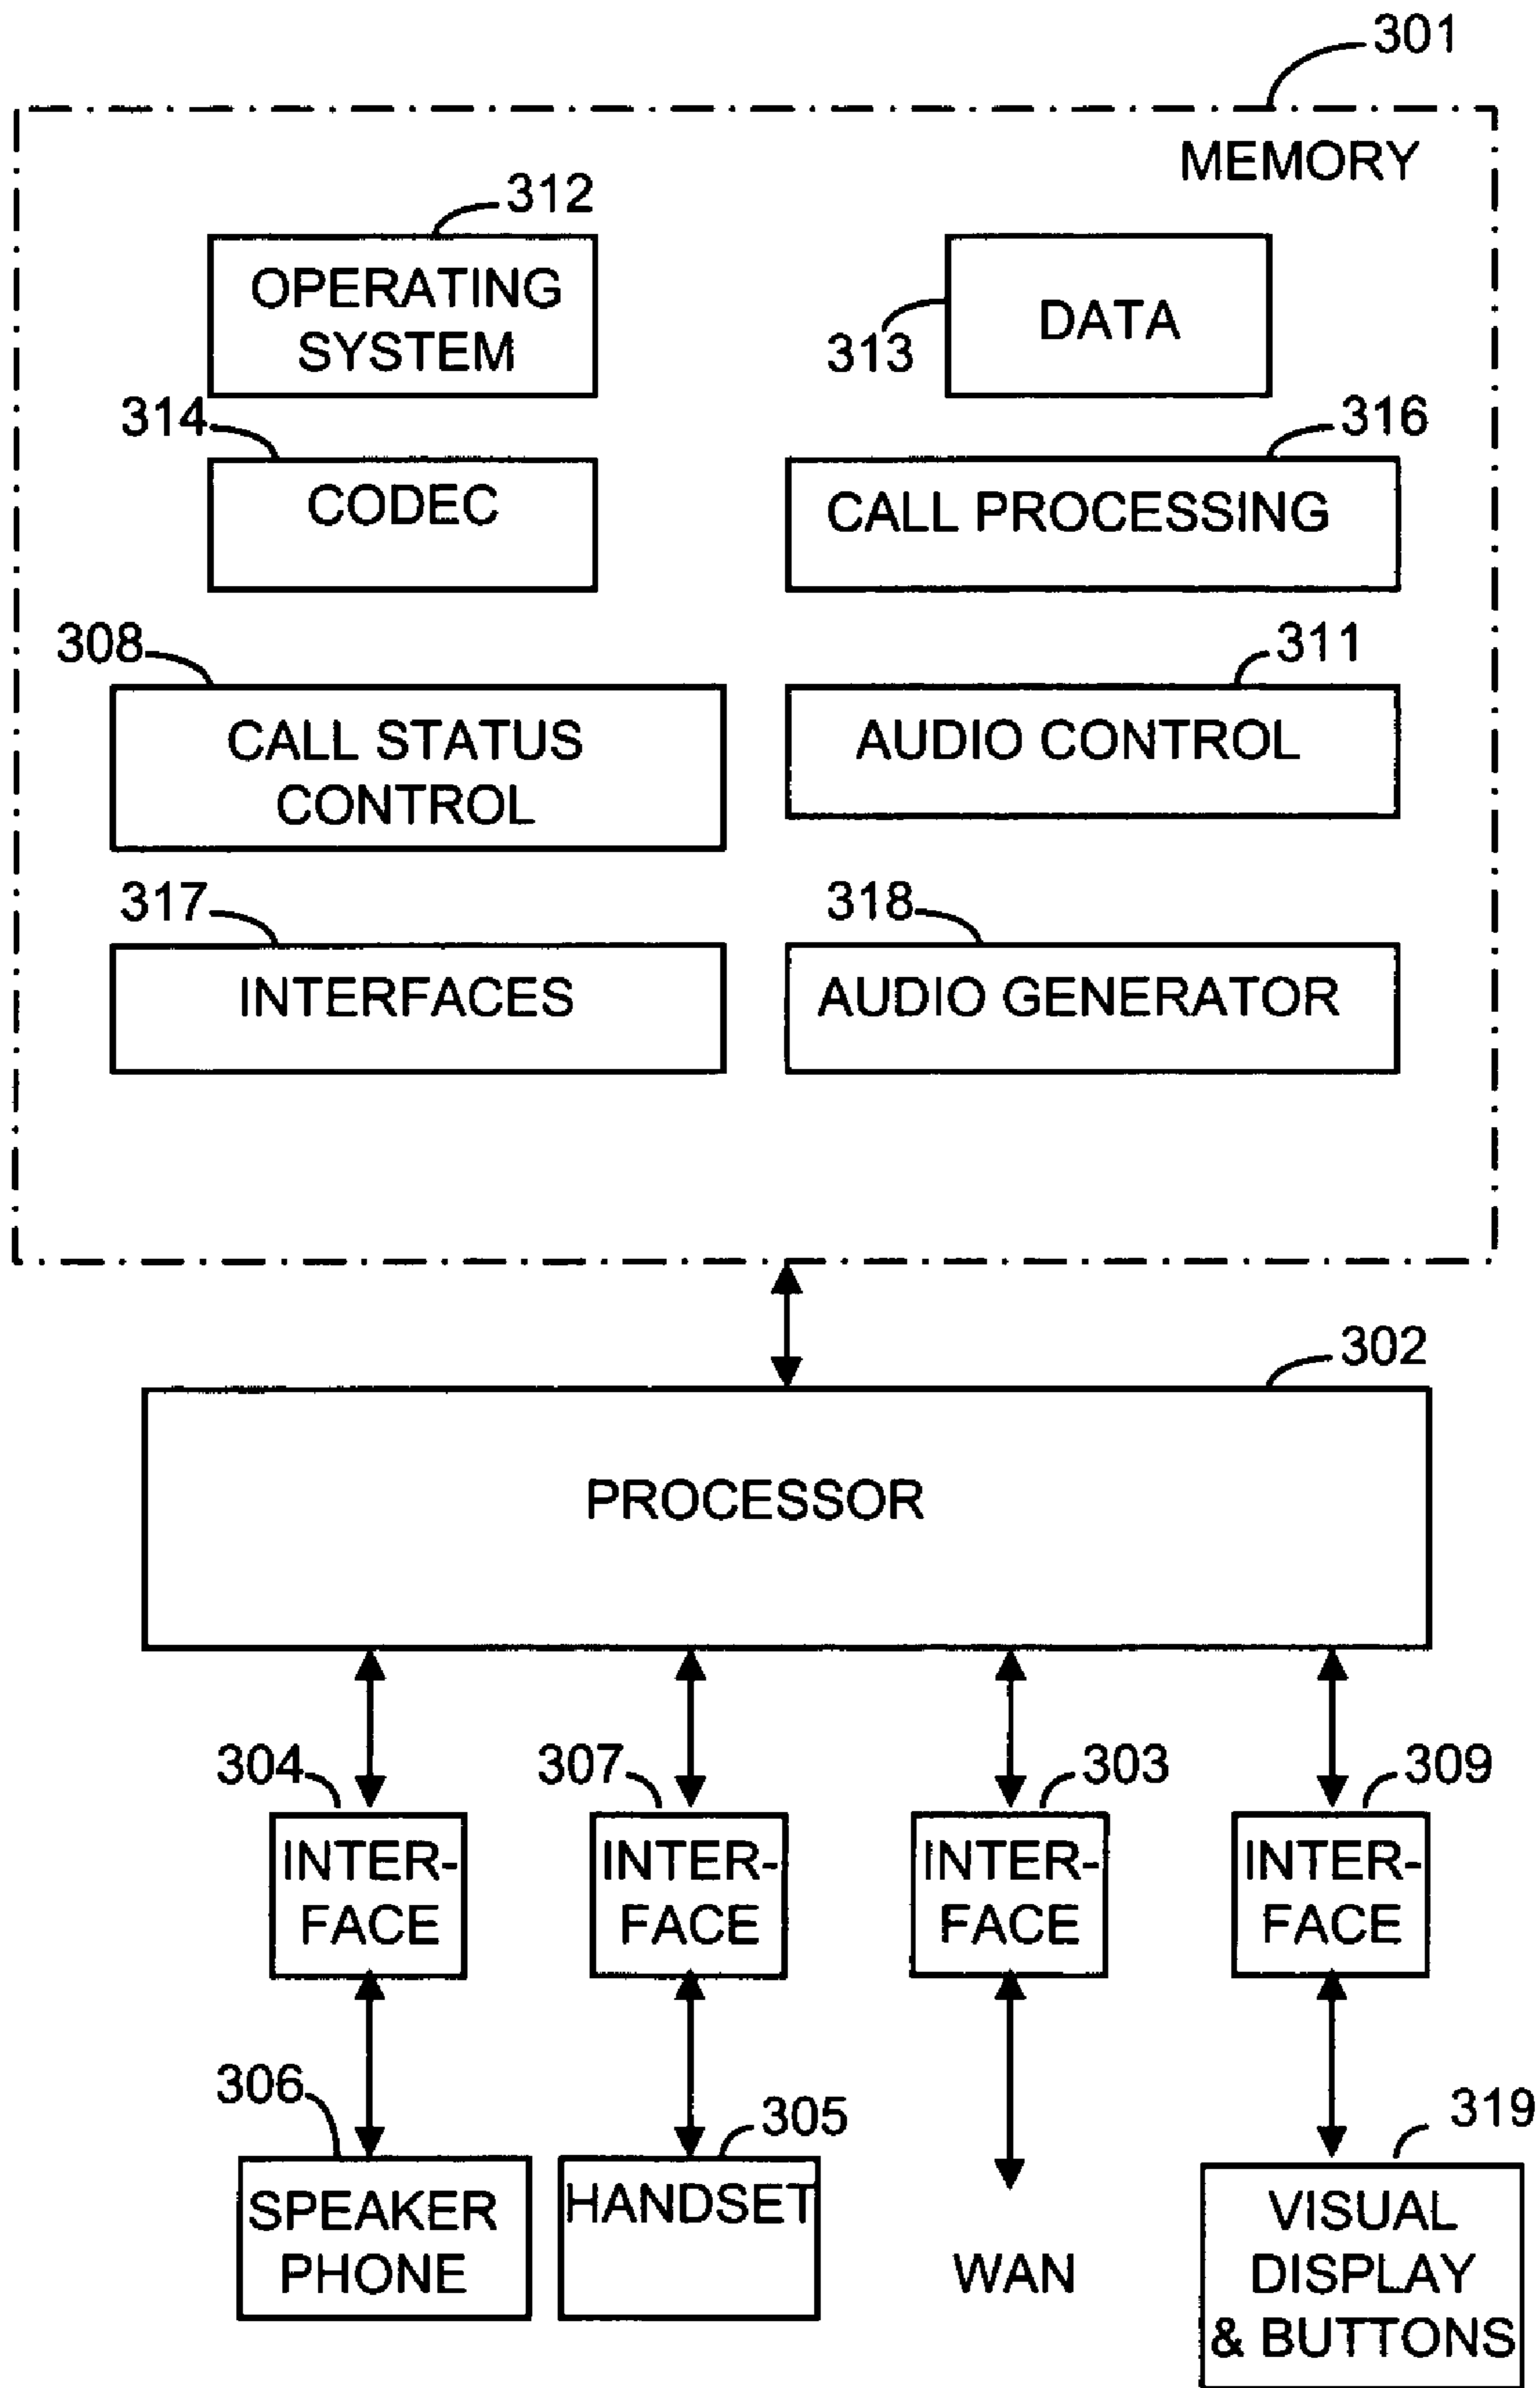 301
MEMORY
312
OPERATING
SYSTEM
313
DATA
314
CODEC
316
CALL PROCESSING
308
CALL STATUS
CONTROL
311
AUDIO CONTROL
317
INTERFACES
318
AUDIO GENERATOR
302
PROCESSOR
304
INTER-
FACE
307
INTER-
FACE
303
INTER-
FACE
309
INTER-
FACE
306
SPEAKER
PHONE
305
HANDSET
WAN
319
VISUAL
DISPLAY
& BUTTONS